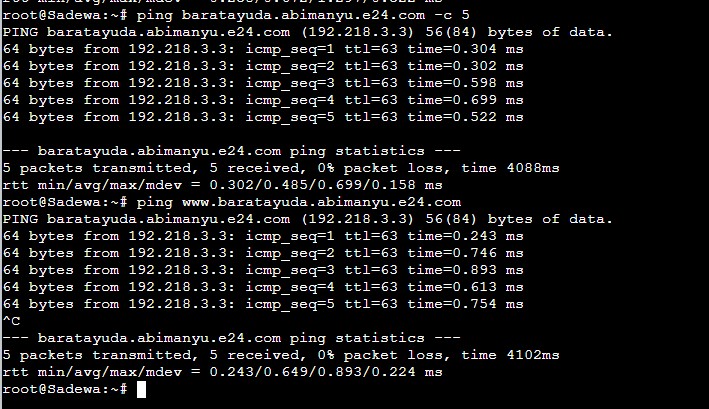 root@Sadewa:~# ping baratayuda.abimanyu.e24.com -c 5
PING baratayuda.abimanyu.e24.com (192.218.3.3) 56(84) bytes of data.
64 bytes from 192.218.3.3: icmp_seq=1 ttl=63 time=0.304 ms
64 bytes from 192.218.3.3: icmp_seq=2 ttl=63 time=0.302 ms
64 bytes from 192.218.3.3: icmp_seq=3 ttl=63 time=0.598 ms
64 bytes from 192.218.3.3: icmp_seq=4 ttl=63 time=0.699 ms
64 bytes from 192.218.3.3: icmp_seq=5 ttl=63 time=0.522 ms
--- baratayuda.abimanyu.e24.com ping statistics ---
5 packets transmitted, 5 received, 0% packet loss, time 4088ms
rtt min/avg/max/mdev = 0.302/0.485/0.699/0.158 ms
root@Sadewa:~# ping www.baratayuda.abimanyu.e24.com
PING baratayuda.abimanyu.e24.com (192.218.3.3) 56(84) bytes of data.
64 bytes from 192.218.3.3: icmp_seq=1 ttl=63 time=0.243 ms
64 bytes from 192.218.3.3: icmp_seq=2 ttl=63 time=0.746 ms
64 bytes from 192.218.3.3: icmp_seq=3 ttl=63 time=0.893 ms
64 bytes from 192.218.3.3: icmp_seq=4 ttl=63 time=0.613 ms
64 bytes from 192.218.3.3: icmp_seq=5 ttl=63 time=0.754 ms
^C
--- baratayuda.abimanyu.e24.com ping statistics ---
5 packets transmitted, 5 received, 0% packet loss, time 4102ms
rtt min/avg/max/mdev = 0.243/0.649/0.893/0.224 ms
root@Sadewa:~#